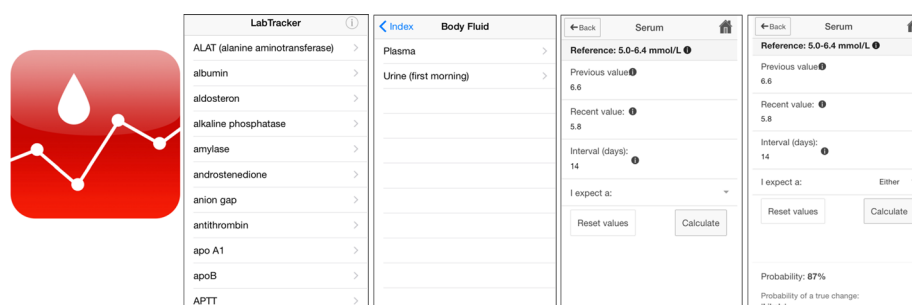 LabTracker
ALAT (alanine aminotransferase)
albumin
aldosteron
alkaline phosphatase
amylase
androstenedione
anion gap
antithrombin
apo A1
apoB
APTT
Index
Body Fluid
Plasma
Urine (first morning)
Back
Serum
Reference: 5.0-6.4 mmol/L
Previous value
6.6
Recent value:
5.8
Interval (days):
14
I expect a:
Reset values
Calculate
Back
Serum
Reference: 5.0-6.4 mmol/L
Previous value
6.6
Recent value:
5.8
Interval (days):
14
I expect a:
Either
Reset values
Calculate
Probability: 87%
Probability of a true change: